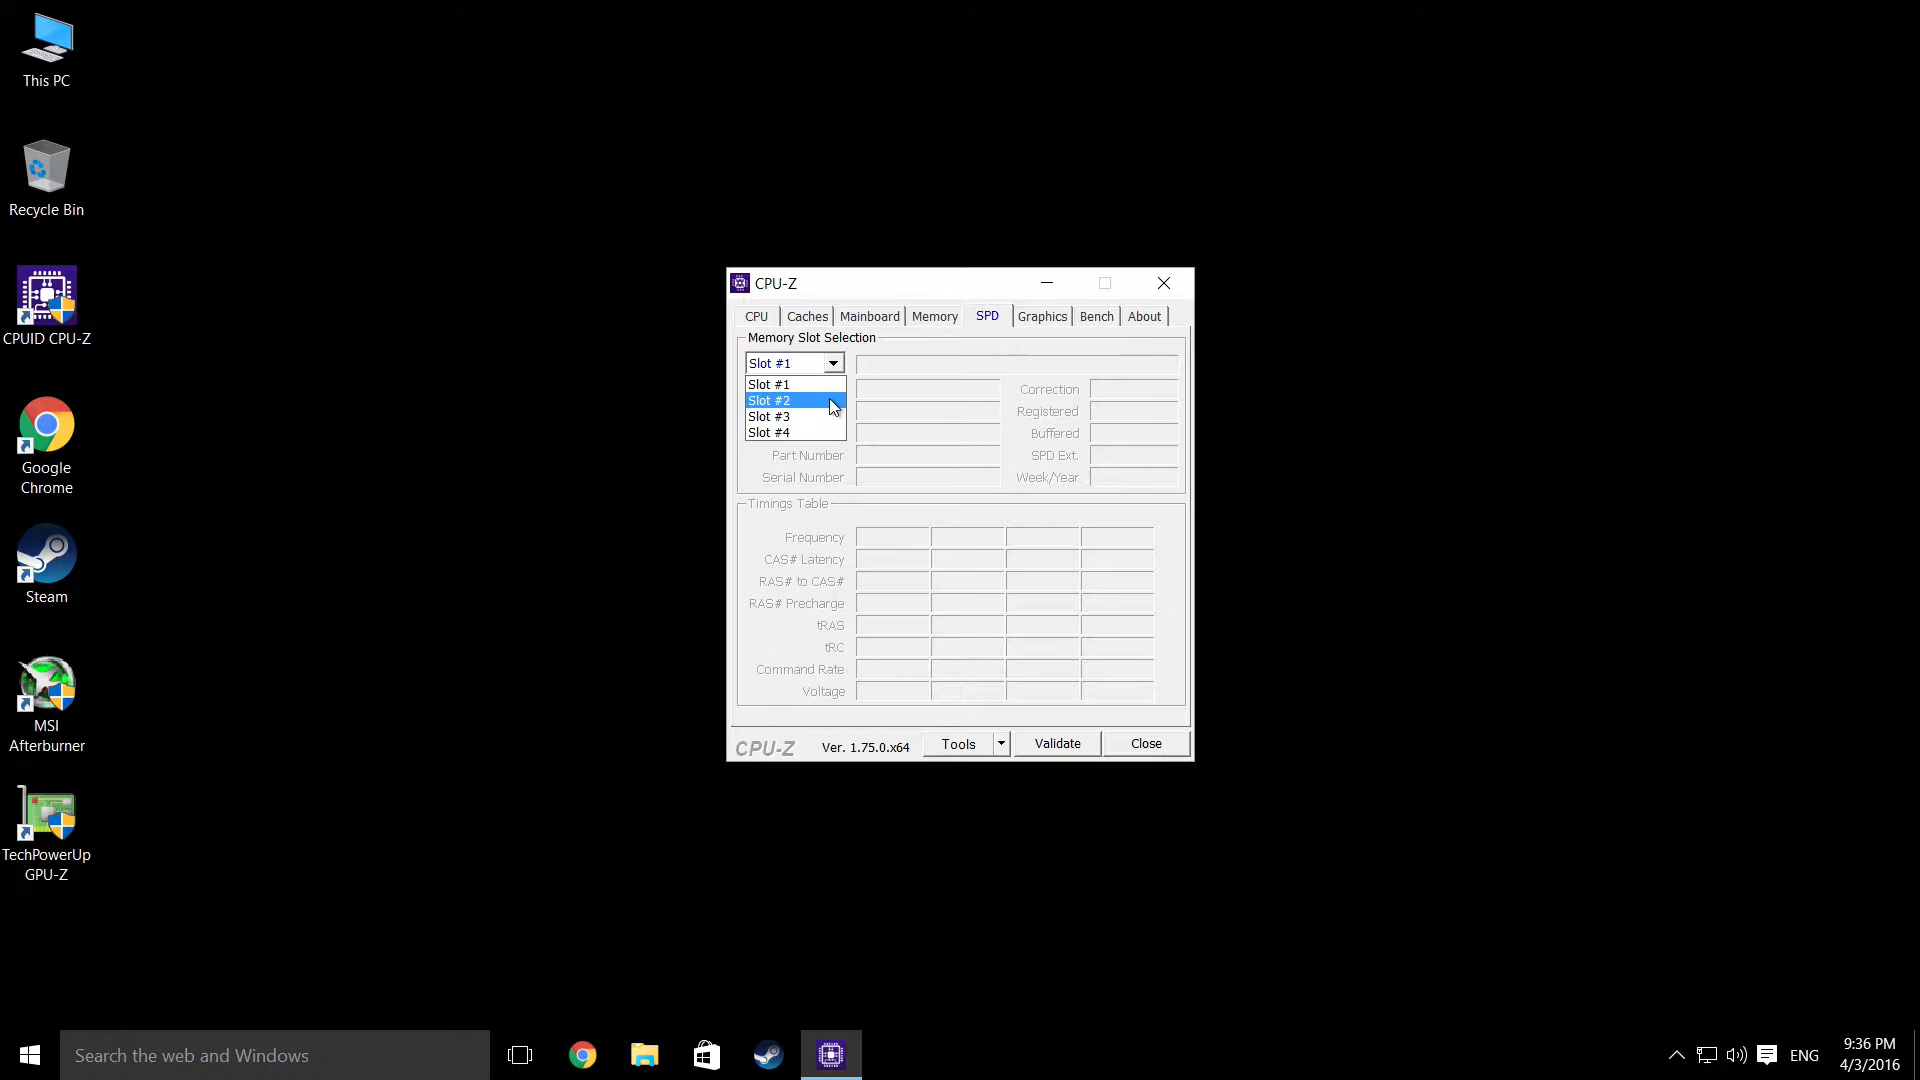 This PC
Recycle Bin
CPUID CPU-Z
Google
Chrome
Steam
MSI
Afterburner
TechPowerUp
GPU-Z
CPU-Z
CPU Caches Mainboard Memory SPD Graphics Bench About
Memory Slot Selection
Slot #1
Slot #1
Slot #2
Slot #3
Slot #4
Correction
Registered
Buffered
Part Number SPD Ext.
Serial Number Week/Year
Timings Table
Frequency
CAS# Latency
RAS# to CAS#
RAS# Precharge
tRAS
tRC
Command Rate
Voltage
CPU-Z Ver. 1.75.0.x64 Tools Validate Close
Search the web and Windows
ENG
9:36 PM
4/3/2016